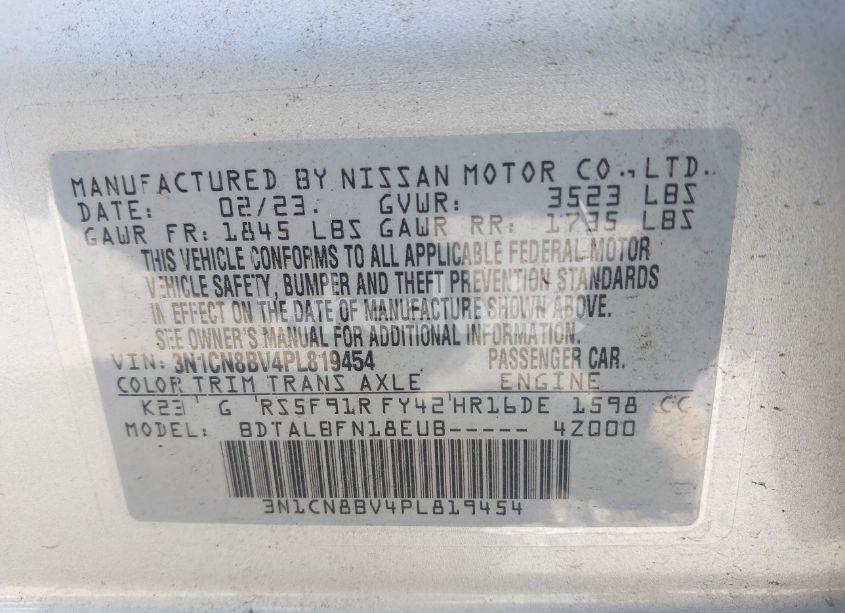 MANUFACTURED BY NISSAN MOTOR CO., LTD.
DATE: 02/23. GVWR: 3523 LBS
GAWR FR: 1845 LBS GAWR RR: 1735 LBS
THIS VEHICLE CONFORMS TO ALL APPLICABLE FEDERAL MOTOR
VEHICLE SAFETY, BUMPER AND THEFT PREVENTION STANDARDS
IN EFFECT ON THE DATE OF MANUFACTURE SHOWN ABOVE.
SEE OWNER'S MANUAL FOR ADDITIONAL INFORMATION.
VIN: 3N1CN8BV4PL819454 PASSENGER CAR.
COLOR TRIM TRANS AXLE ENGINE
K23 G RS5F91R FY42 HR16DE 1598 CC
MODEL: BDTALBFN18EUB----- 4Z000
3N1CN8BV4PL819454